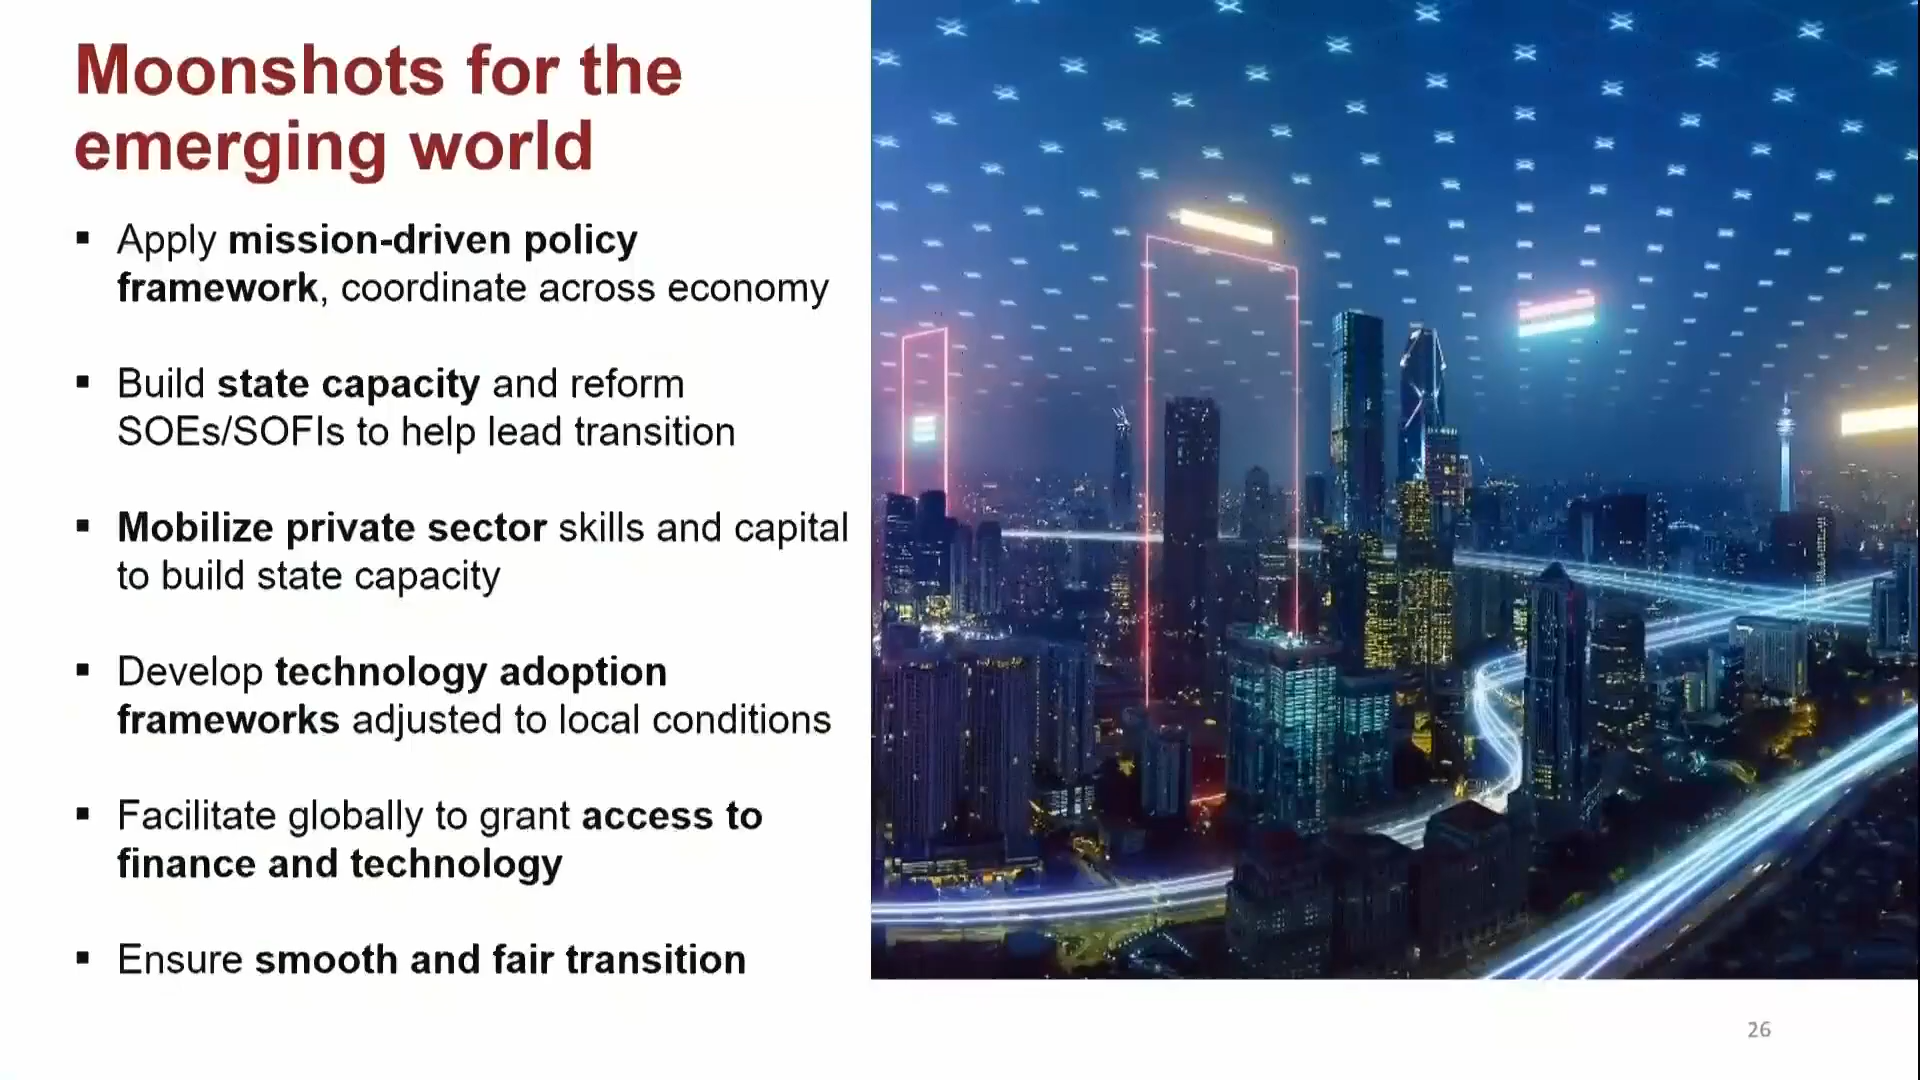 Moonshots for the
emerging world
▪ Apply mission-driven policy
framework, coordinate across economy
▪ Build state capacity and reform
SOEs/SOFIs to help lead transition
▪ Mobilize private sector skills and capital
to build state capacity
▪ Develop technology adoption
frameworks adjusted to local conditions
▪ Facilitate globally to grant access to
finance and technology
▪ Ensure smooth and fair transition
26